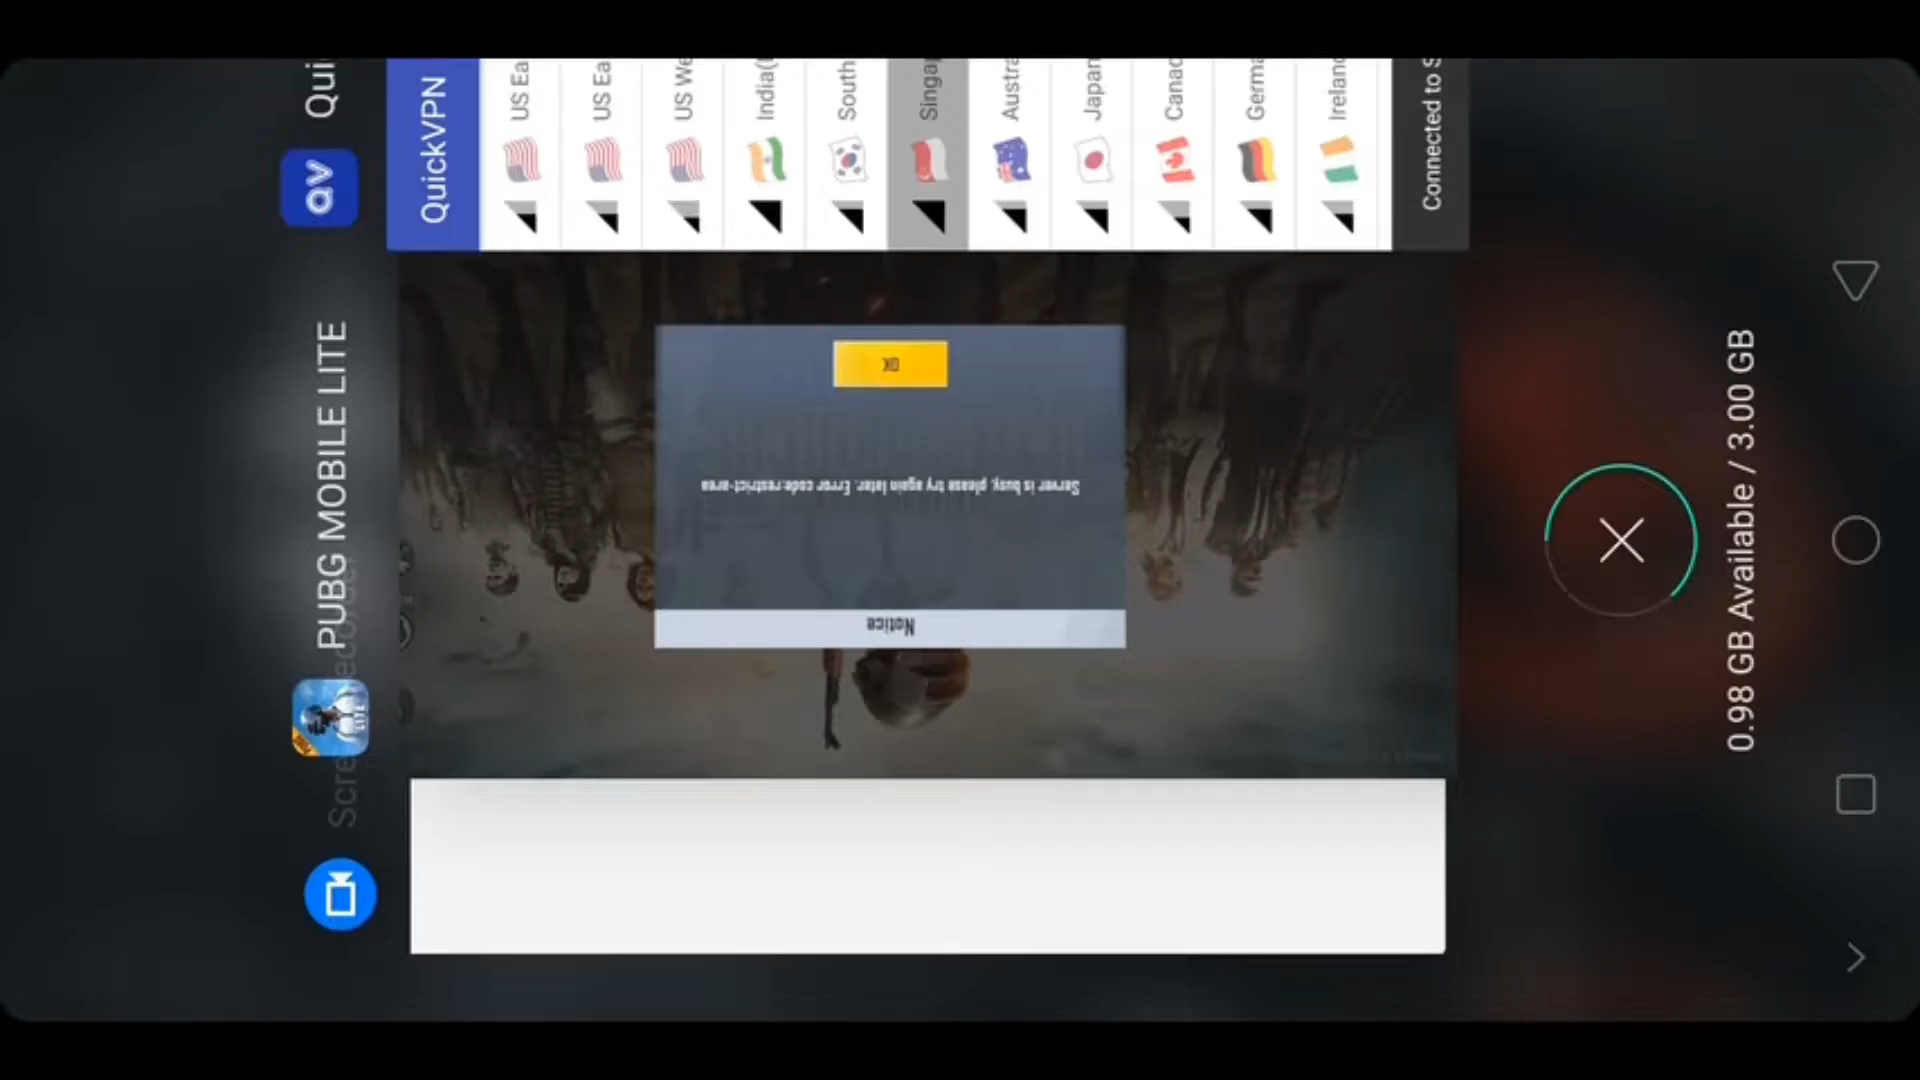 Scre
PUBG MOBILE LITE
Qui
QuickVPN
US Ea
US Ea
US We
India(
South
Singa
Austra
Japan
Canad
Germa
Ireland
Connected to S
Notice
Server is busy, please try again later. Error code:restrict-area
OK
0.98 GB Available / 3.00 GB